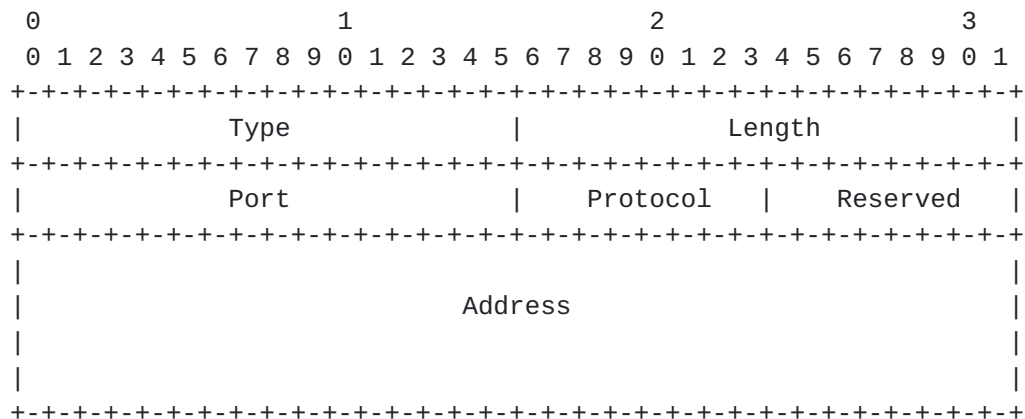 0                   1                   2                   3
 0 1 2 3 4 5 6 7 8 9 0 1 2 3 4 5 6 7 8 9 0 1 2 3 4 5 6 7 8 9 0 1
+-+-+-+-+-+-+-+-+-+-+-+-+-+-+-+-+-+-+-+-+-+-+-+-+-+-+-+-+-+-+-+-+
|             Type              |             Length            |
+-+-+-+-+-+-+-+-+-+-+-+-+-+-+-+-+-+-+-+-+-+-+-+-+-+-+-+-+-+-+-+-+
|             Port              |    Protocol   |    Reserved   |
+-+-+-+-+-+-+-+-+-+-+-+-+-+-+-+-+-+-+-+-+-+-+-+-+-+-+-+-+-+-+-+-+
|                                                               |
|                            Address                            |
|                                                               |
|                                                               |
+-+-+-+-+-+-+-+-+-+-+-+-+-+-+-+-+-+-+-+-+-+-+-+-+-+-+-+-+-+-+-+-+